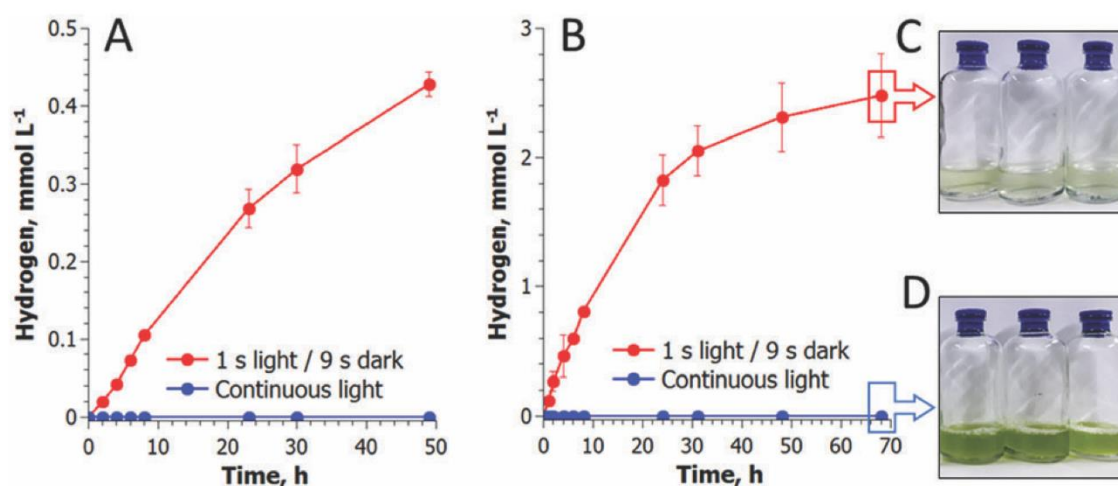 A
Hydrogen, mmol L⁻¹
0.5
0.4
0.3
0.2
0.1
0
1 s light / 9 s dark
Continuous light
0 10 20 30 40 50
Time, h
B
Hydrogen, mmol L⁻¹
3
2
1
0
1 s light / 9 s dark
Continuous light
0 10 20 30 40 50 60 70
Time, h
C
D